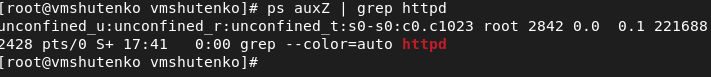 [root@vmshutenko vmshutenko]# ps auxZ | grep httpd
unconfined_u:unconfined_r:unconfined_t:s0-s0:c0.c1023 root 2842 0.0  0.1 221688
2428 pts/0 S+ 17:41   0:00 grep --color=auto httpd
[root@vmshutenko vmshutenko]#